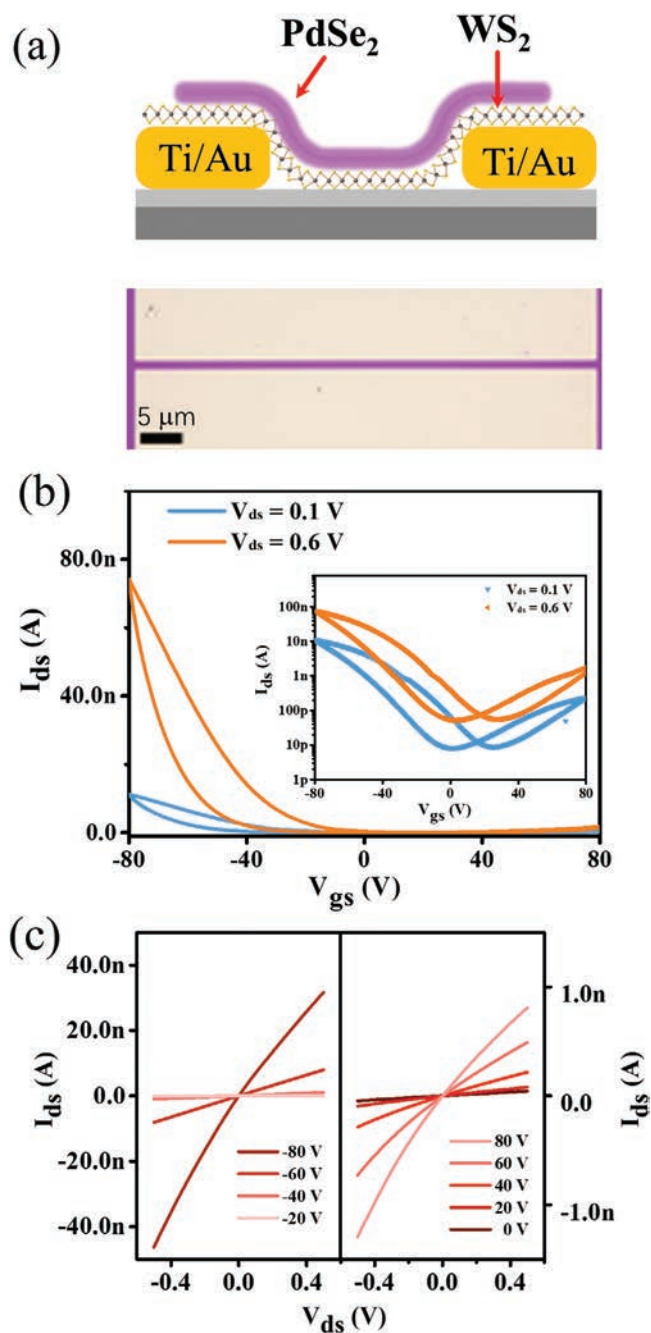 (a)
PdSe₂ WS₂
Ti/Au Ti/Au
5 μm
(b)
V_ds = 0.1 V
V_ds = 0.6 V
80.0n
40.0n
0.0
I_ds (A)
-80 -40 0 40 80
V_gs (V)
V_ds = 0.1 V
V_ds = 0.6 V
100n
10n
1n
100p
10p
1p
I_ds (A)
-80 -40 0 40 80
V_gs (V)
(c)
40.0n
20.0n
0.0
-20.0n
-40.0n
I_ds (A)
-80 V
-60 V
-40 V
-20 V
-0.4 0.0 0.4
1.0n
0.0
-1.0n
I_ds (A)
80 V
60 V
40 V
20 V
0 V
-0.4 0.0 0.4
V_ds (V)